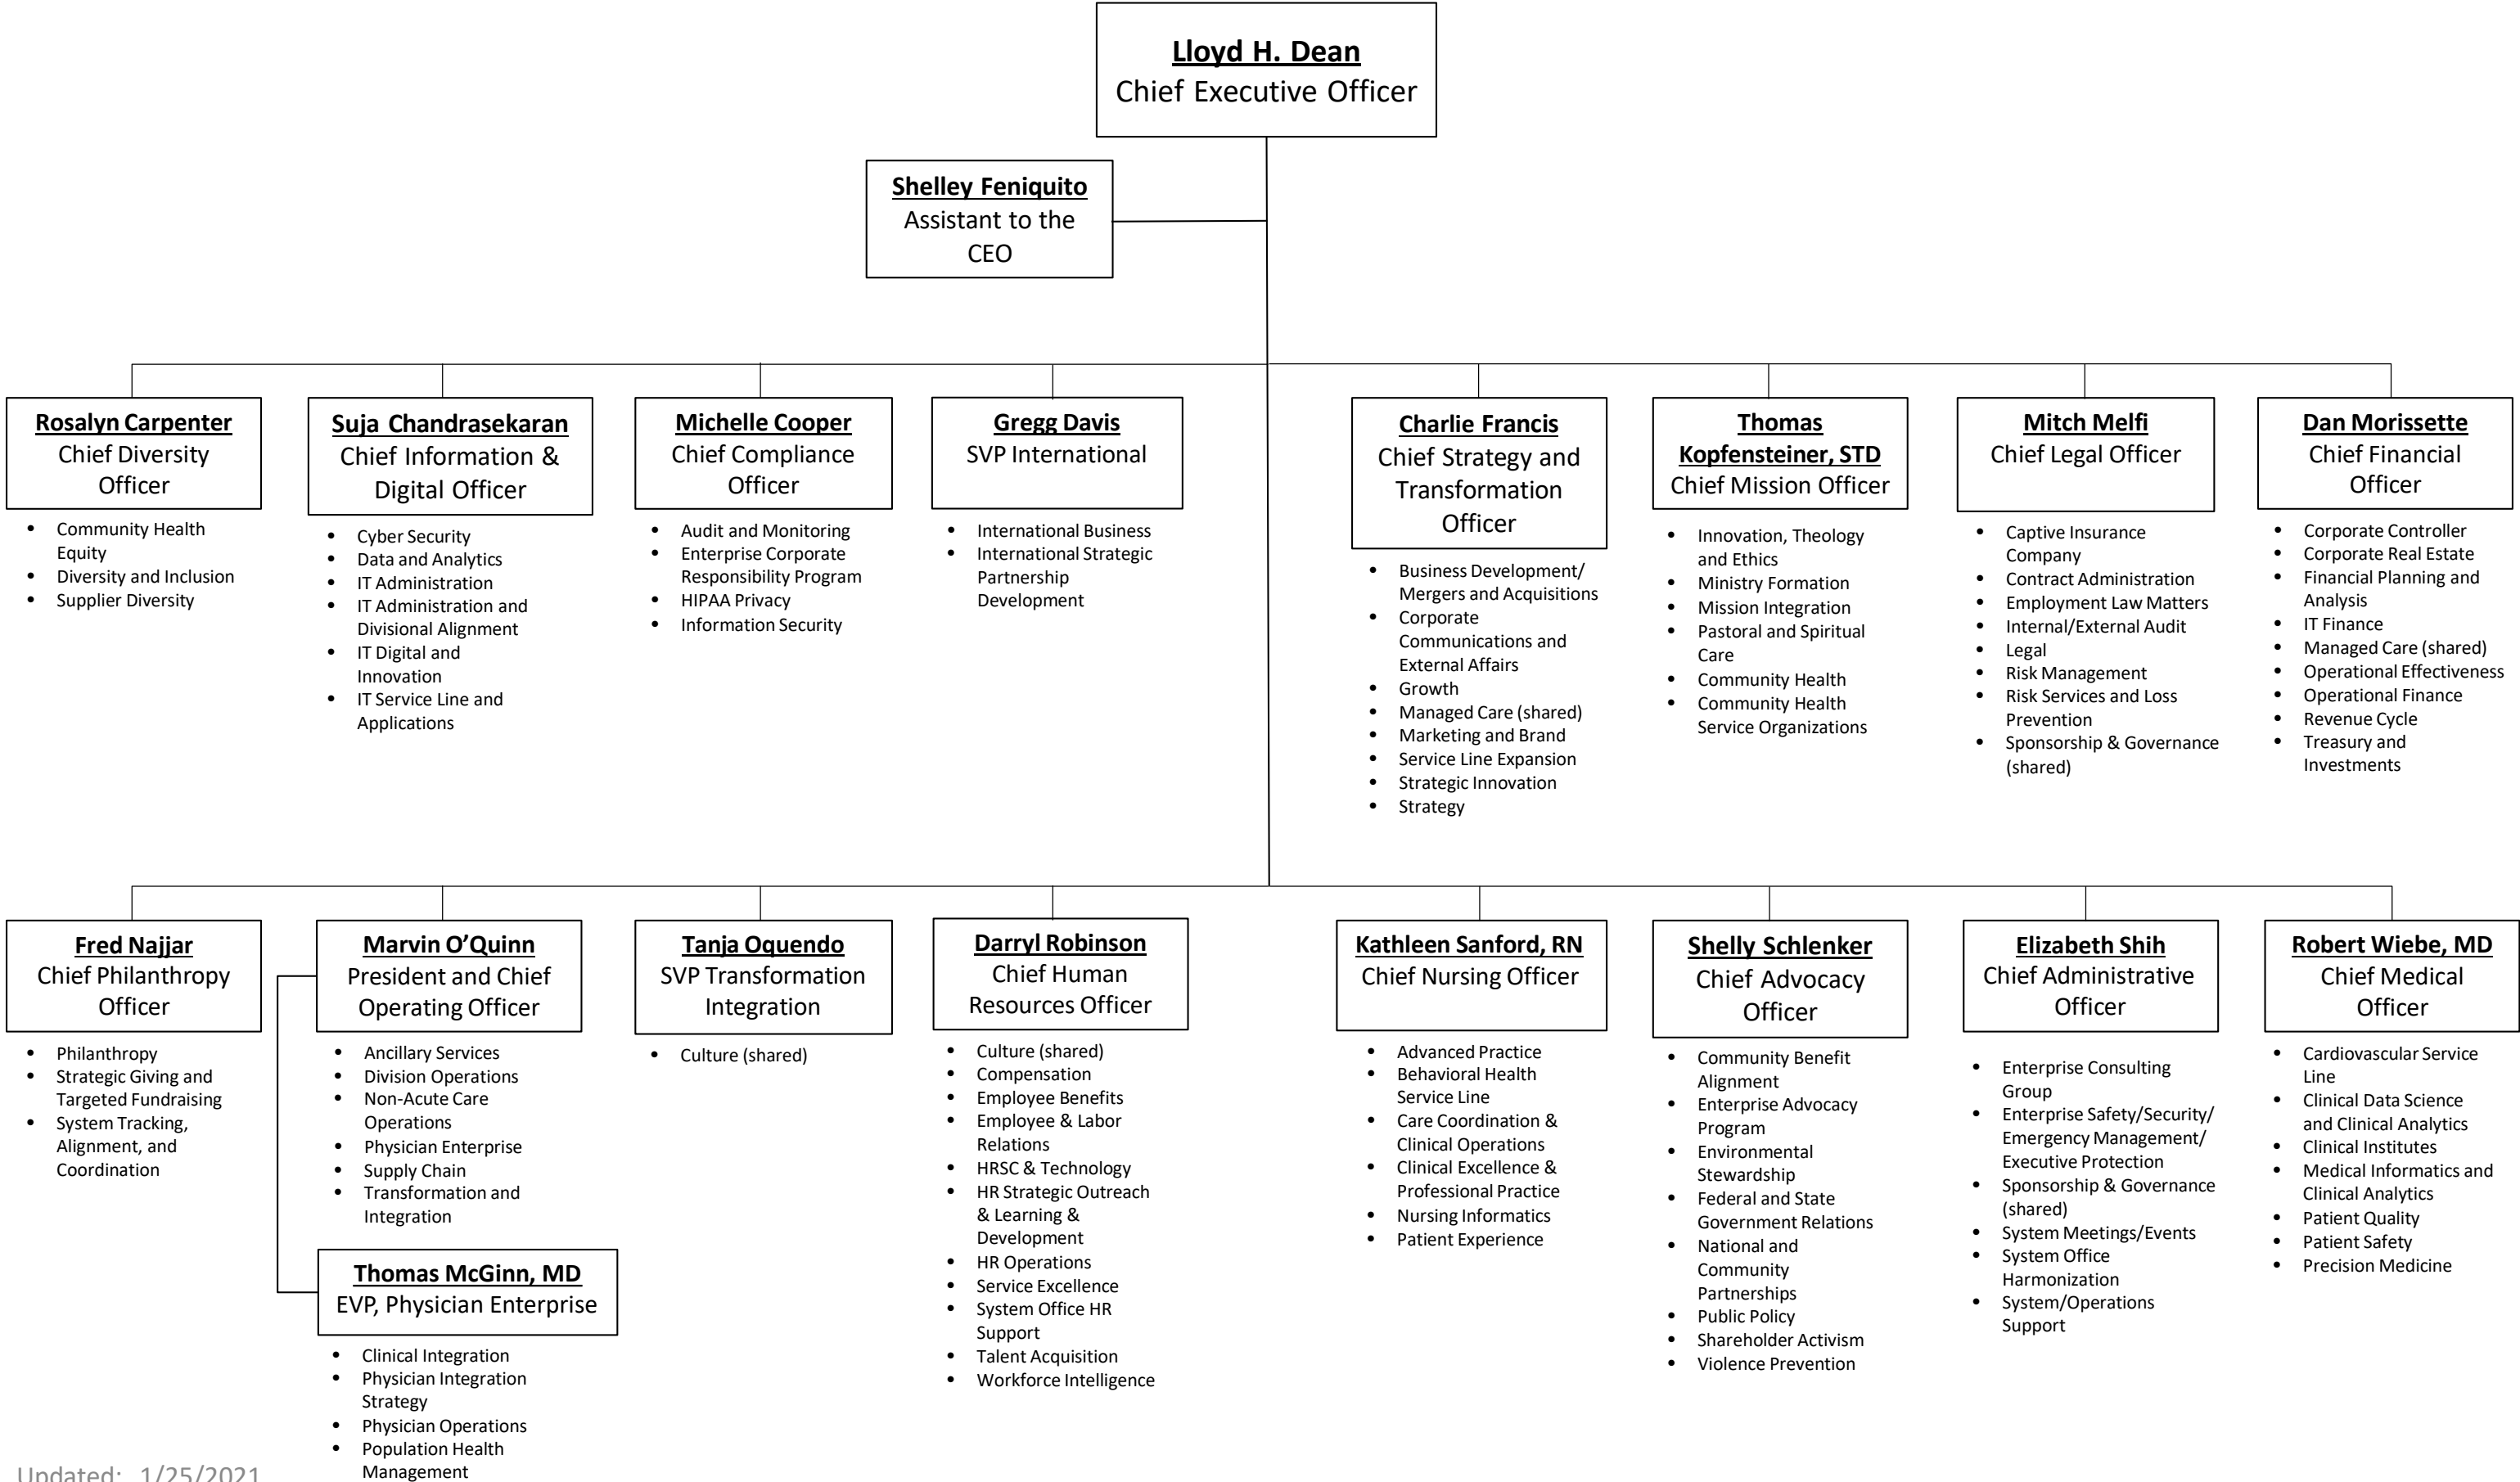 Lloyd H. Dean
Chief Executive Officer
Shelley Feniquito
Assistant to the
CEO
Rosalyn Carpenter
Chief Diversity
Officer
• Community Health
Equity
• Diversity and Inclusion
• Supplier Diversity
Suja Chandrasekaran
Chief Information &
Digital Officer
• Cyber Security
• Data and Analytics
• IT Administration
• IT Administration and
Divisional Alignment
• IT Digital and
Innovation
• IT Service Line and
Applications
Michelle Cooper
Chief Compliance
Officer
• Audit and Monitoring
• Enterprise Corporate
Responsibility Program
• HIPAA Privacy
• Information Security
Gregg Davis
SVP International
• International Business
• International Strategic
Partnership
Development
Charlie Francis
Chief Strategy and
Transformation
Officer
• Business Development/
Mergers and Acquisitions
• Corporate
Communications and
External Affairs
• Growth
• Managed Care (shared)
• Marketing and Brand
• Service Line Expansion
• Strategic Innovation
• Strategy
Thomas
Kopfensteiner, STD
Chief Mission Officer
• Innovation, Theology
and Ethics
• Ministry Formation
• Mission Integration
• Pastoral and Spiritual
Care
• Community Health
• Community Health
Service Organizations
Mitch Melfi
Chief Legal Officer
• Captive Insurance
Company
• Contract Administration
• Employment Law Matters
• Internal/External Audit
• Legal
• Risk Management
• Risk Services and Loss
Prevention
• Sponsorship & Governance
(shared)
Dan Morissette
Chief Financial
Officer
• Corporate Controller
• Corporate Real Estate
• Financial Planning and
Analysis
• IT Finance
• Managed Care (shared)
• Operational Effectiveness
• Operational Finance
• Revenue Cycle
• Treasury and
Investments
Fred Najjar
Chief Philanthropy
Officer
• Philanthropy
• Strategic Giving and
Targeted Fundraising
• System Tracking,
Alignment, and
Coordination
Marvin O’Quinn
President and Chief
Operating Officer
• Ancillary Services
• Division Operations
• Non-Acute Care
Operations
• Physician Enterprise
• Supply Chain
• Transformation and
Integration
Thomas McGinn, MD
EVP, Physician Enterprise
• Clinical Integration
• Physician Integration
Strategy
• Physician Operations
• Population Health
Management
Tanja Oquendo
SVP Transformation
Integration
• Culture (shared)
Darryl Robinson
Chief Human
Resources Officer
• Culture (shared)
• Compensation
• Employee Benefits
• Employee & Labor
Relations
• HRSC & Technology
• HR Strategic Outreach
& Learning &
Development
• HR Operations
• Service Excellence
• System Office HR
Support
• Talent Acquisition
• Workforce Intelligence
Kathleen Sanford, RN
Chief Nursing Officer
• Advanced Practice
• Behavioral Health
Service Line
• Care Coordination &
Clinical Operations
• Clinical Excellence &
Professional Practice
• Nursing Informatics
• Patient Experience
Shelly Schlenker
Chief Advocacy
Officer
• Community Benefit
Alignment
• Enterprise Advocacy
Program
• Environmental
Stewardship
• Federal and State
Government Relations
• National and
Community
Partnerships
• Public Policy
• Shareholder Activism
• Violence Prevention
Elizabeth Shih
Chief Administrative
Officer
• Enterprise Consulting
Group
• Enterprise Safety/Security/
Emergency Management/
Executive Protection
• Sponsorship & Governance
(shared)
• System Meetings/Events
• System Office
Harmonization
• System/Operations
Support
Robert Wiebe, MD
Chief Medical
Officer
• Cardiovascular Service
Line
• Clinical Data Science
and Clinical Analytics
• Clinical Institutes
• Medical Informatics and
Clinical Analytics
• Patient Quality
• Patient Safety
• Precision Medicine
Updated: 1/25/2021